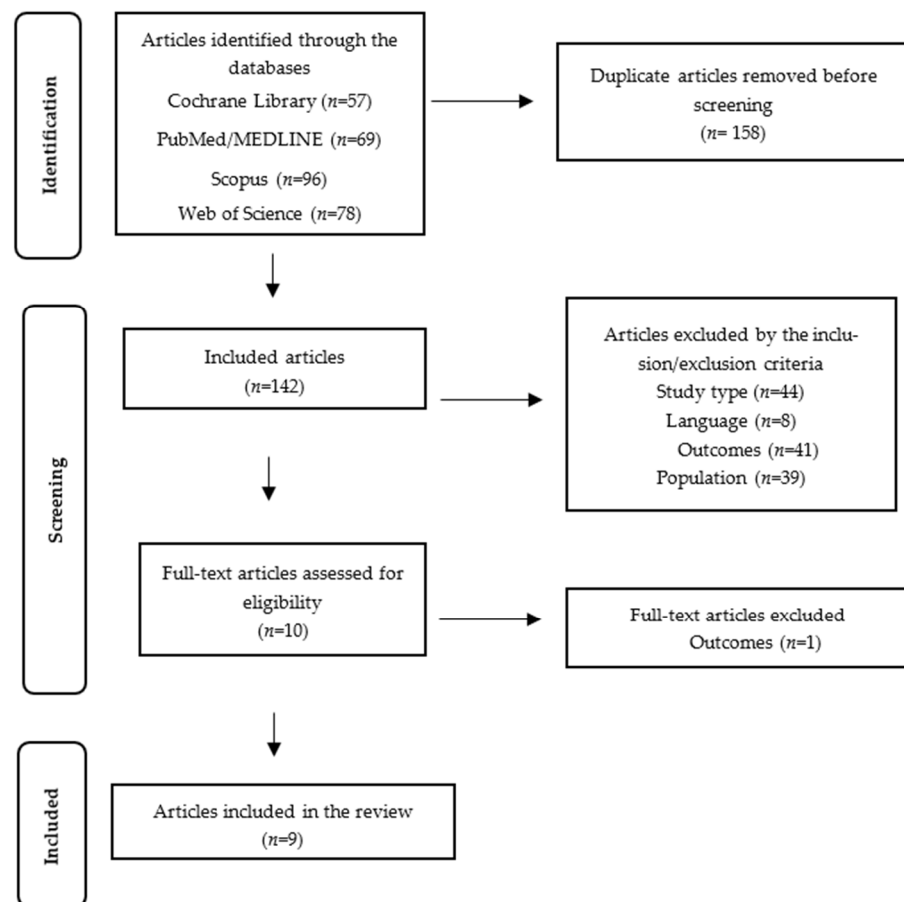 Identification
Articles identified through the
databases
Cochrane Library (n=57)
PubMed/MEDLINE (n=69)
Scopus (n=96)
Web of Science (n=78)
Duplicate articles removed before
screening
(n= 158)
Screening
Included articles
(n=142)
Articles excluded by the inclu-
sion/exclusion criteria
Study type (n=44)
Language (n=8)
Outcomes (n=41)
Population (n=39)
Full-text articles assessed for
eligibility
(n=10)
Full-text articles excluded
Outcomes (n=1)
Included
Articles included in the review
(n=9)